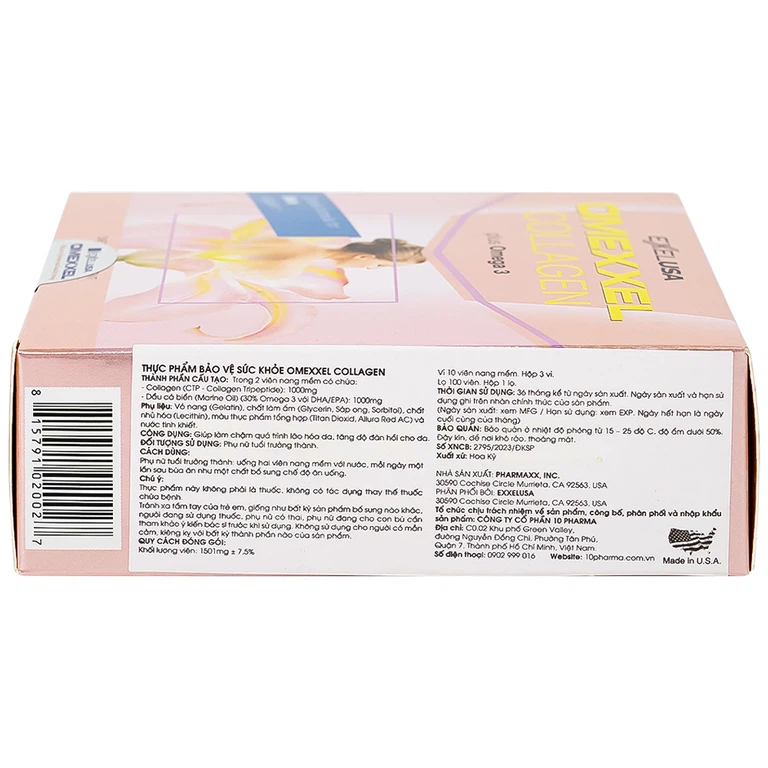 EXXELUSA
OMEXXEL
COLLAGEN
plus Omega 3
OMEXXEL
8 15791 02002 7
THỰC PHẨM BẢO VỆ SỨC KHỎE OMEXXEL COLLAGEN
THÀNH PHẦN CẤU TẠO: Trong 2 viên nang mềm có chứa:
- Collagen (CTP - Collagen Tripeptide): 1000mg
- Dầu cá biển (Marine Oil) (30% Omega 3 với DHA/EPA): 1000mg
Phụ liệu: Vỏ nang (Gelatin), chất làm ẩm (Glycerin, Sáp ong, Sorbitol), chất
nhũ hóa (Lecithin), màu thực phẩm tổng hợp (Titan Dioxid, Allura Red AC) và
nước tinh khiết.
CÔNG DỤNG: Giúp làm chậm quá trình lão hóa da, tăng độ đàn hồi cho da.
ĐỐI TƯỢNG SỬ DỤNG: Phụ nữ tuổi trưởng thành.
CÁCH DÙNG:
Phụ nữ tuổi trưởng thành: uống hai viên nang mềm với nước, mỗi ngày một
lần sau bữa ăn như một chất bổ sung chế độ ăn uống.
Chú ý:
Thực phẩm này không phải là thuốc, không có tác dụng thay thế thuốc
chữa bệnh.
Tránh xa tầm tay của trẻ em, giống như bất kỳ sản phẩm bổ sung nào khác,
người đang sử dụng thuốc, phụ nữ có thai, phụ nữ đang cho con bú cần
tham khảo ý kiến bác sĩ trước khi sử dụng. Không sử dụng cho người có mẫn
cảm, kiêng kỵ với bất kỳ thành phần nào của sản phẩm.
QUY CÁCH ĐÓNG GÓI:
Khối lượng viên: 1501mg ± 7.5%
Vỉ 10 viên nang mềm. Hộp 3 vỉ.
Lọ 100 viên. Hộp 1 lọ.
THỜI GIAN SỬ DỤNG: 36 tháng kể từ ngày sản xuất. Ngày sản xuất và hạn sử
dụng ghi trên nhãn chính thức của sản phẩm.
(Ngày sản xuất: xem MFG / Hạn sử dụng: xem EXP. Ngày hết hạn là ngày
cuối cùng của tháng)
BẢO QUẢN: Bảo quản ở nhiệt độ phòng từ 15 - 25 độ C, độ ẩm dưới 50%.
Đậy kín, để nơi khô ráo, thoáng mát.
Số XNCB: 2795/2023/ĐKSP
Xuất xứ: Hoa Kỳ
NHÀ SẢN XUẤT: PHARMAXX, INC.
30590 Cochise Circle Murrieta, CA 92563, USA
PHÂN PHỐI BỞI: EXXELUSA
30590 Cochise Circle Murrieta, CA 92563, USA
Tổ chức chịu trách nhiệm về sản phẩm, công bố, phân phối và nhập khẩu
sản phẩm: CÔNG TY CỔ PHẦN 10 PHARMA
Địa chỉ: C0.02 Khu phố Green Valley,
đường Nguyễn Đổng Chi, Phường Tân Phú,
Quận 7, Thành phố Hồ Chí Minh, Việt Nam.
Số điện thoại: 0902 999 016 Website: 10pharma.com.vn
Made in U.S.A.